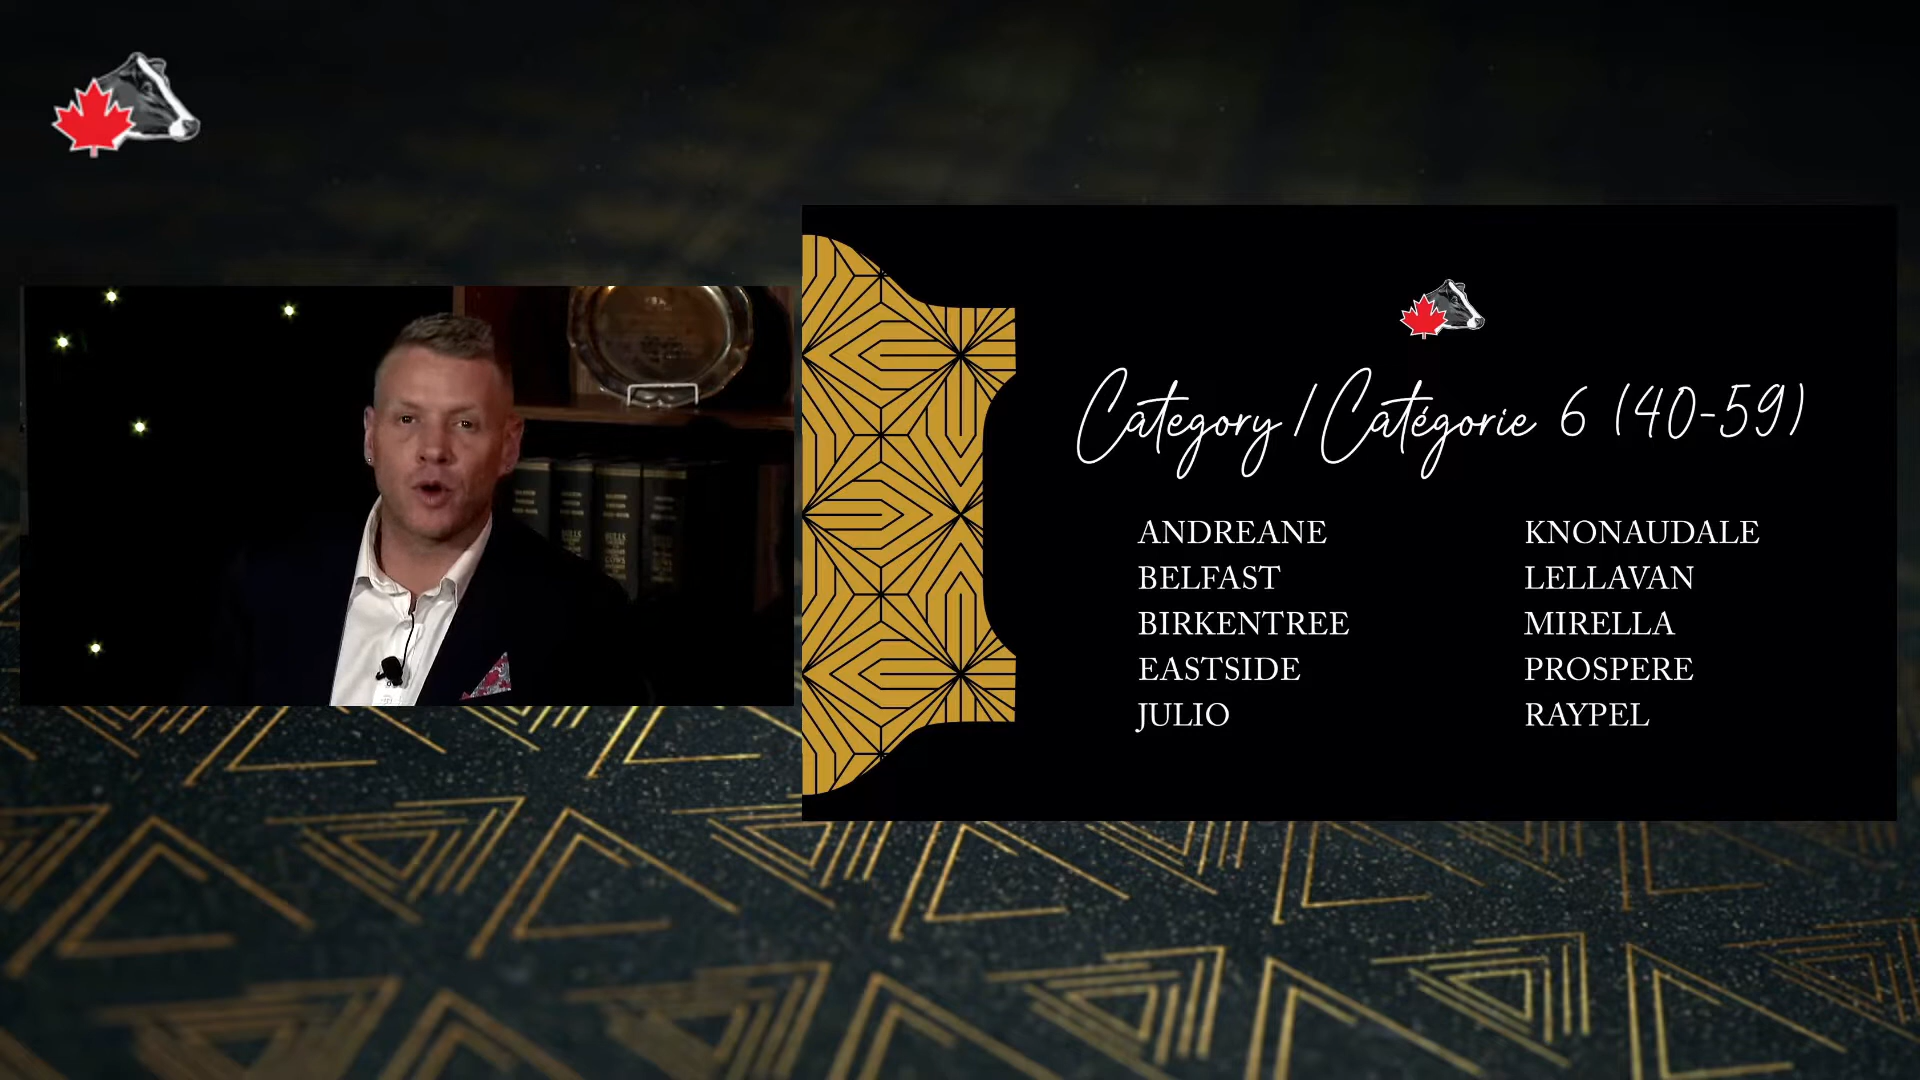 Category / Catégorie 6 (40-59)
ANDREANE
BELFAST
BIRKENTREE
EASTSIDE
JULIO
KNONAUDALE
LELLAVAN
MIRELLA
PROSPERE
RAYPEL